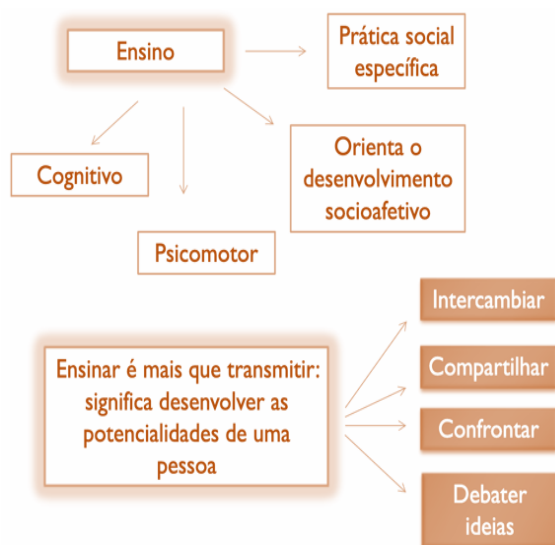 Ensino
Prática social
específica
Cognitivo
Orienta o
desenvolvimento
socioafetivo
Psicomotor
Ensinar é mais que transmitir:
significa desenvolver as
potencialidades de uma
pessoa
Intercambiar
Compartilhar
Confrontar
Debater
ideias